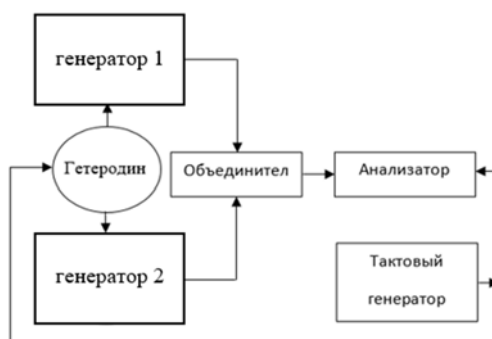 генератор 1
Гетеродин
Объединител
Анализатор
генератор 2
Тактовый
генератор